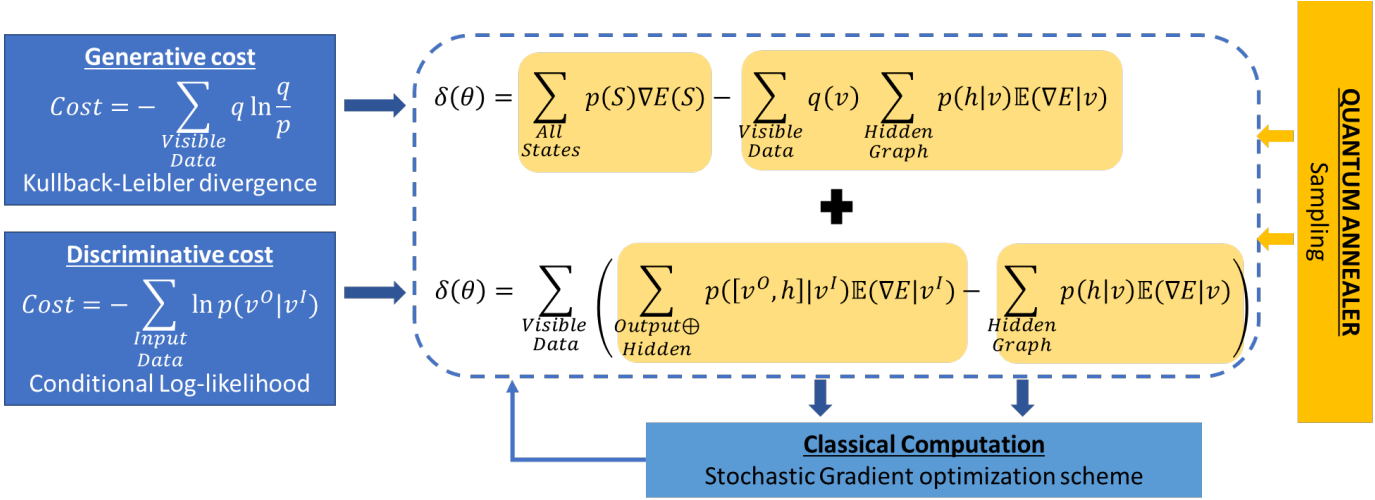 Generative cost
Cost = − ∑ q ln q/p
Visible
Data
Kullback-Leibler divergence
δ(θ) = ∑ p(S)∇E(S) − ∑ q(v) ∑ p(h|v)𝔼(∇E|v)
All
States
Visible
Data
Hidden
Graph
+
Discriminative cost
Cost = − ∑ ln p(v^O|v^I)
Input
Data
Conditional Log-likelihood
δ(θ) = ∑ ( ∑ p([v^O, h]|v^I)𝔼(∇E|v^I) − ∑ p(h|v)𝔼(∇E|v) )
Visible
Data
Output⊕
Hidden
Hidden
Graph
QUANTUM ANNEALER
Sampling
Classical Computation
Stochastic Gradient optimization scheme